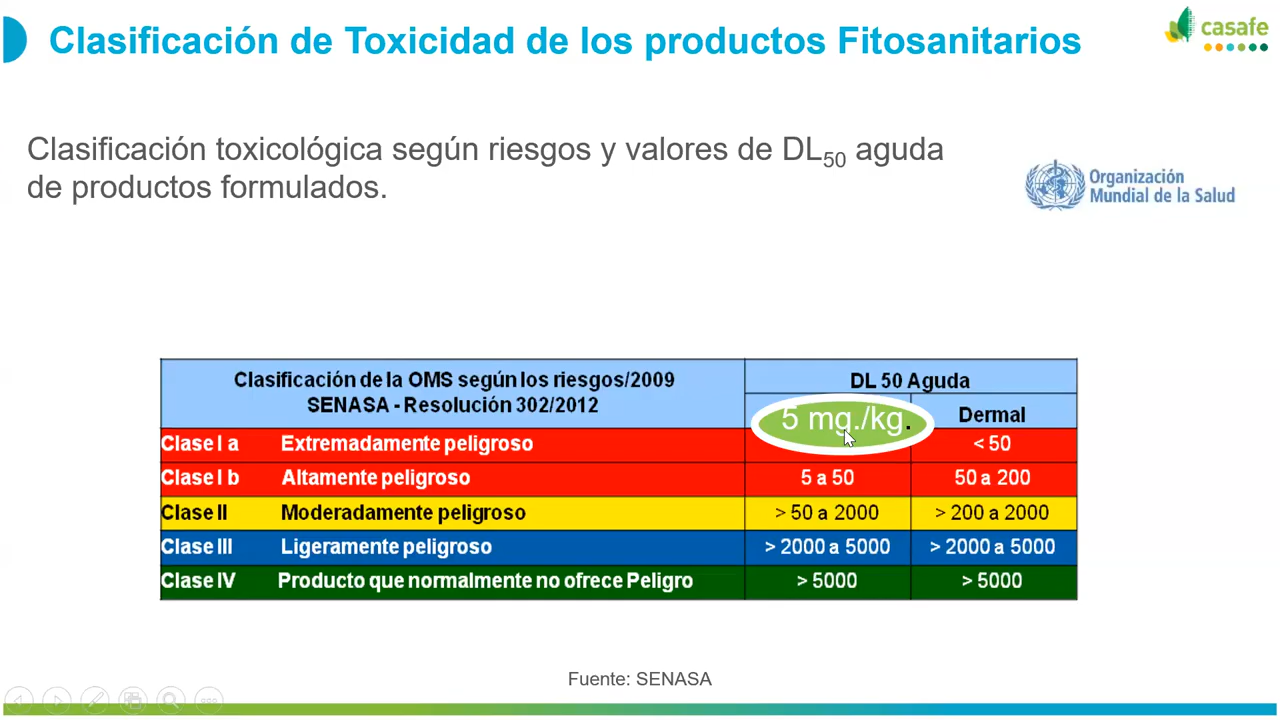 Clasificación de Toxicidad de los productos Fitosanitarios
casafe
Clasificación toxicológica según riesgos y valores de DL50 aguda
de productos formulados.
Organización
Mundial de la Salud
Clasificación de la OMS según los riesgos/2009
SENASA - Resolución 302/2012
DL 50 Aguda
5 mg./kg.
Dermal
Clase I a Extremadamente peligroso < 50
Clase I b Altamente peligroso 5 a 50 50 a 200
Clase II Moderadamente peligroso > 50 a 2000 > 200 a 2000
Clase III Ligeramente peligroso > 2000 a 5000 > 2000 a 5000
Clase IV Producto que normalmente no ofrece Peligro > 5000 > 5000
Fuente: SENASA